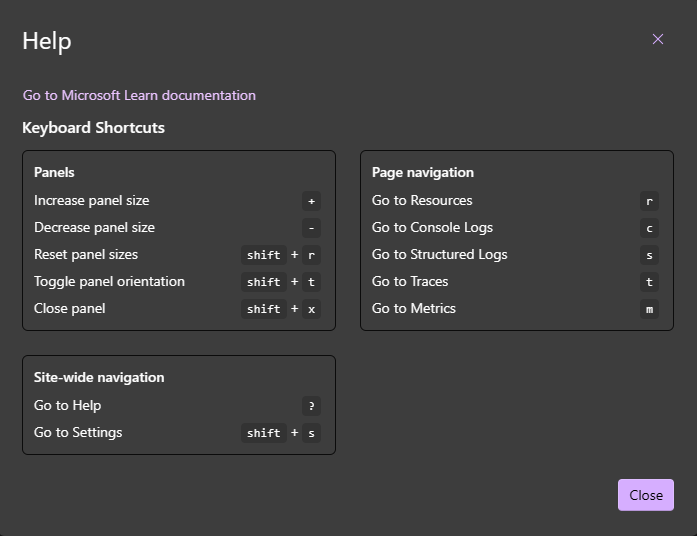 Help
Go to Microsoft Learn documentation
Keyboard Shortcuts
Panels
Increase panel size +
Decrease panel size -
Reset panel sizes shift + r
Toggle panel orientation shift + t
Close panel shift + x
Page navigation
Go to Resources r
Go to Console Logs c
Go to Structured Logs s
Go to Traces t
Go to Metrics m
Site-wide navigation
Go to Help ?
Go to Settings shift + s
Close